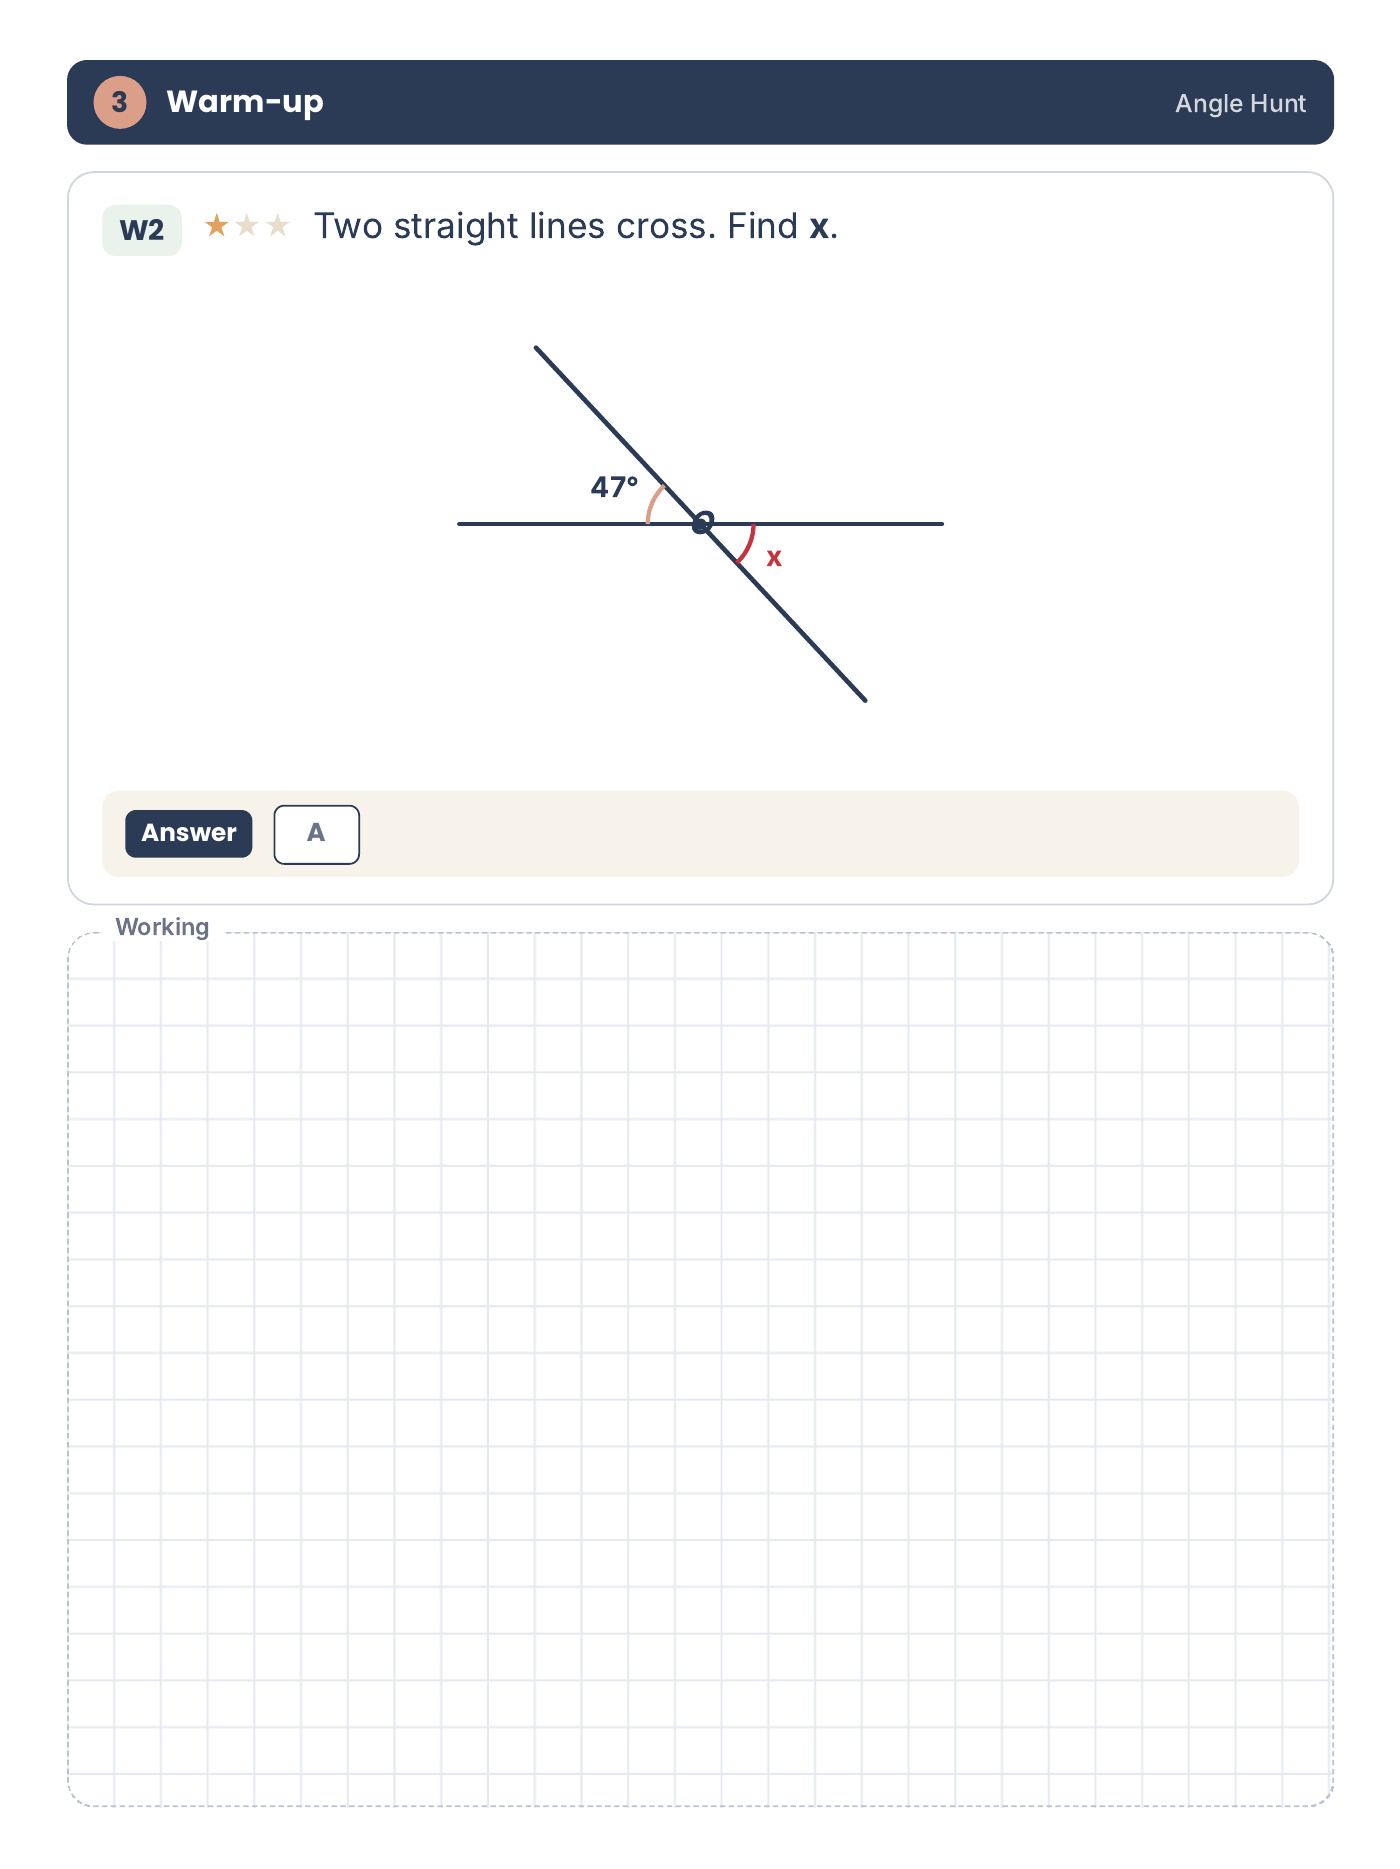 3 Warm-up Angle Hunt
W2 ★★★ Two straight lines cross. Find x.
47°
x
Answer A
Working